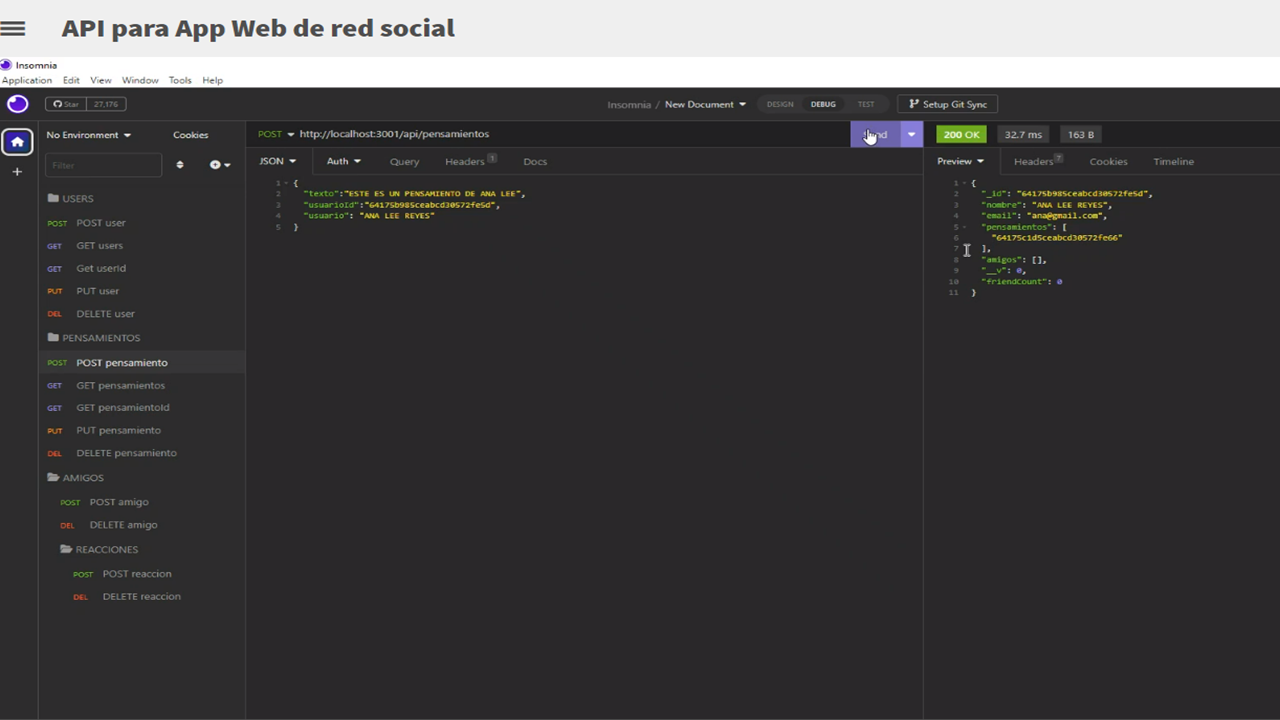 API para App Web de red social
Insomnia
Application Edit View Window Tools Help
Star 27,176
Insomnia / New Document
DESIGN DEBUG TEST
Setup Git Sync
No Environment Cookies
POST http://localhost:3001/api/pensamientos
200 OK 32.7 ms 163 B
Filter
JSON Auth Query Headers 1 Docs
Preview Headers 7 Cookies Timeline
USERS
POST POST user
GET GET users
GET Get userId
PUT PUT user
DEL DELETE user
PENSAMIENTOS
POST POST pensamiento
GET GET pensamientos
GET GET pensamientoId
PUT PUT pensamiento
DEL DELETE pensamiento
AMIGOS
POST POST amigo
DEL DELETE amigo
REACCIONES
POST POST reaccion
DEL DELETE reaccion
1 {
2 "texto":"ESTE ES UN PENSAMIENTO DE ANA LEE",
3 "usuarioId":"64175b985ceabcd30572fe5d",
4 "usuario": "ANA LEE REYES"
5 }
1 {
2 "_id": "64175b985ceabcd30572fe5d",
3 "nombre": "ANA LEE REYES",
4 "email": "ana@gmail.com",
5 "pensamientos": [
6 "64175c1d5ceabcd30572fe66"
7 ],
8 "amigos": [],
9 "__v": 0,
10 "friendCount": 0
11 }